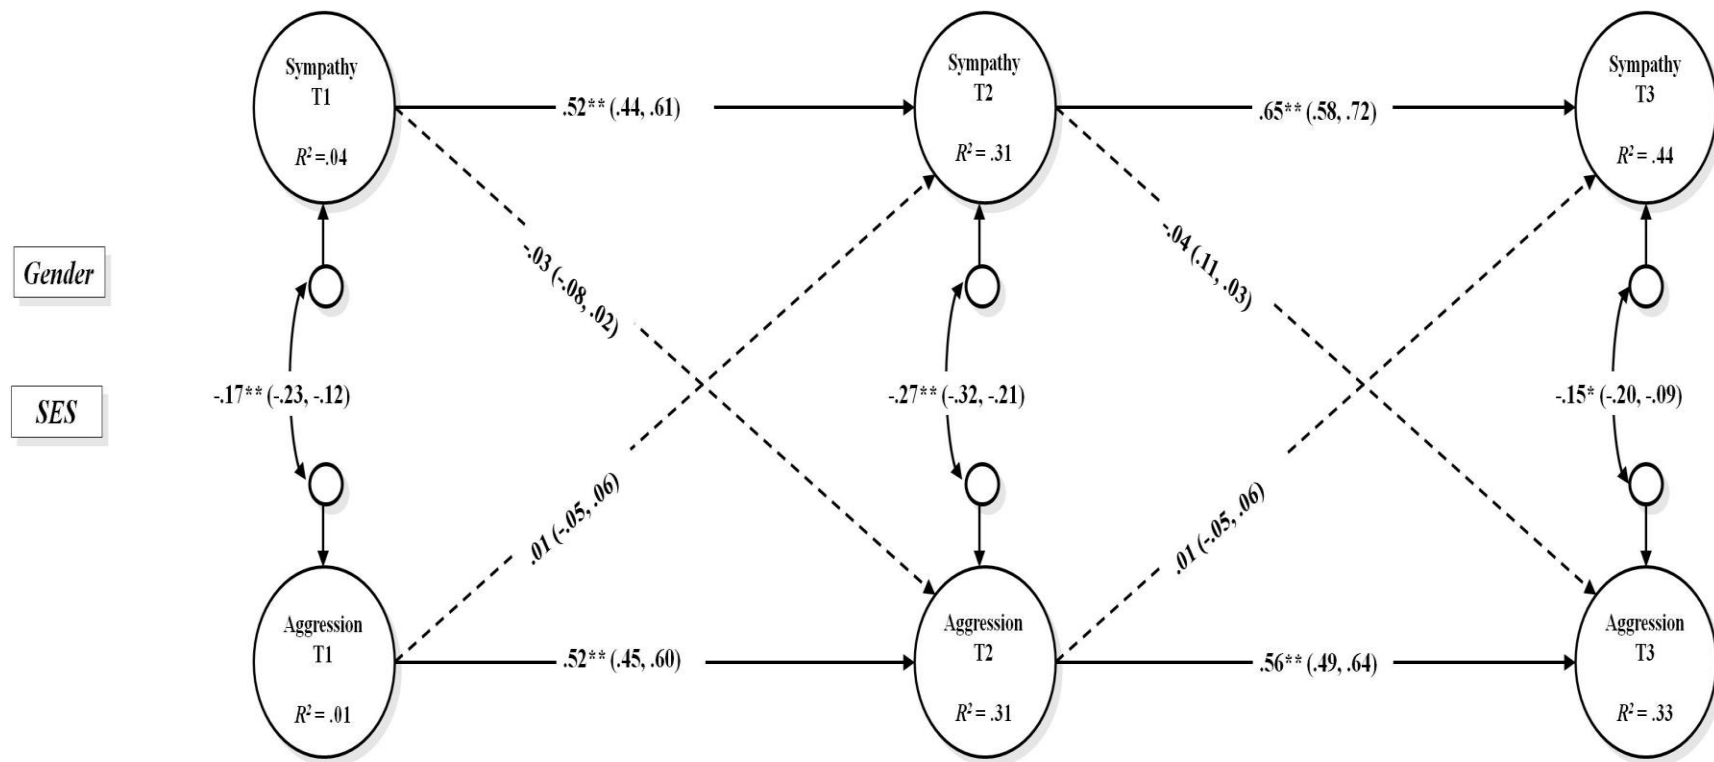 Sympathy
T1
R² =.04
.52** (.44, .61)
Sympathy
T2
R² = .31
.65** (.58, .72)
Sympathy
T3
R² = .44
Gender
SES
-.03 (-.08, .02)
-.04 (.11, .03)
-.17** (-.23, -.12)
-.27** (-.32, -.21)
-.15* (-.20, -.09)
.01 (-.05, .06)
.01 (-.05, .06)
Aggression
T1
R² = .01
.52** (.45, .60)
Aggression
T2
R² = .31
.56** (.49, .64)
Aggression
T3
R² = .33